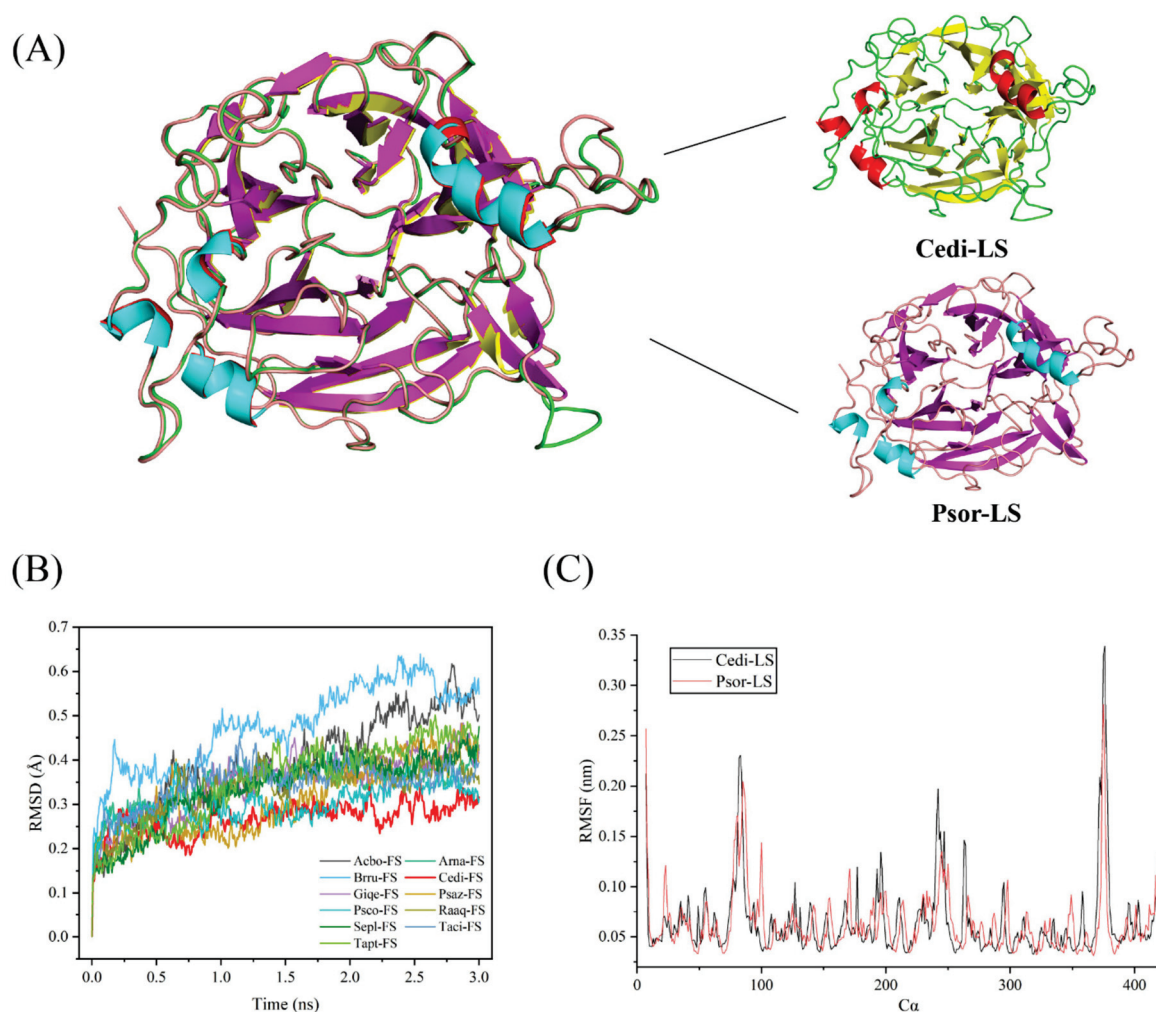 (A)
Cedi-LS
Psor-LS
(B)
0.7
0.6
0.5
0.4
0.3
0.2
0.1
0.0
RMSD (Å)
Acbo-FS
Arna-FS
Brru-FS
Cedi-FS
Giqe-FS
Psaz-FS
Psco-FS
Raaq-FS
Sepl-FS
Taci-FS
Tapt-FS
0.0 0.5 1.0 1.5 2.0 2.5 3.0
Time (ns)
(C)
0.35
0.30
0.25
0.20
0.15
0.10
0.05
RMSF (nm)
Cedi-LS
Psor-LS
0 100 200 300 400
Cα